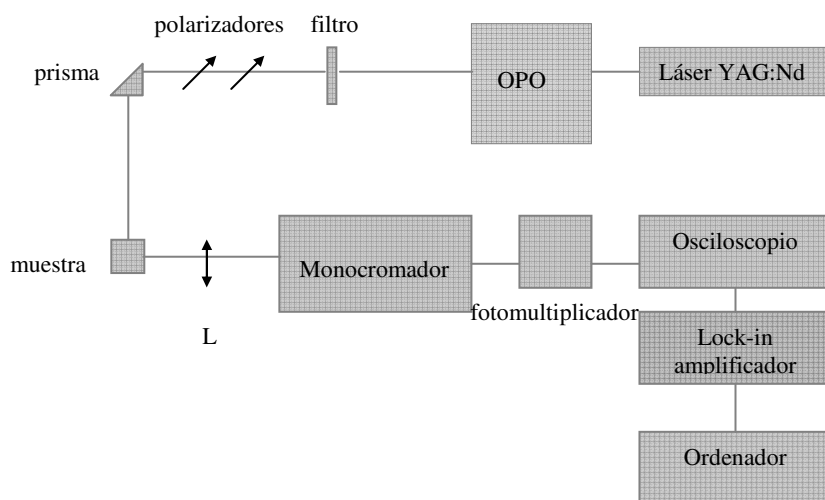 polarizadores
filtro
prisma
OPO
Láser YAG:Nd
muestra
L
Monocromador
fotomultiplicador
Osciloscopio
Lock-in
amplificador
Ordenador